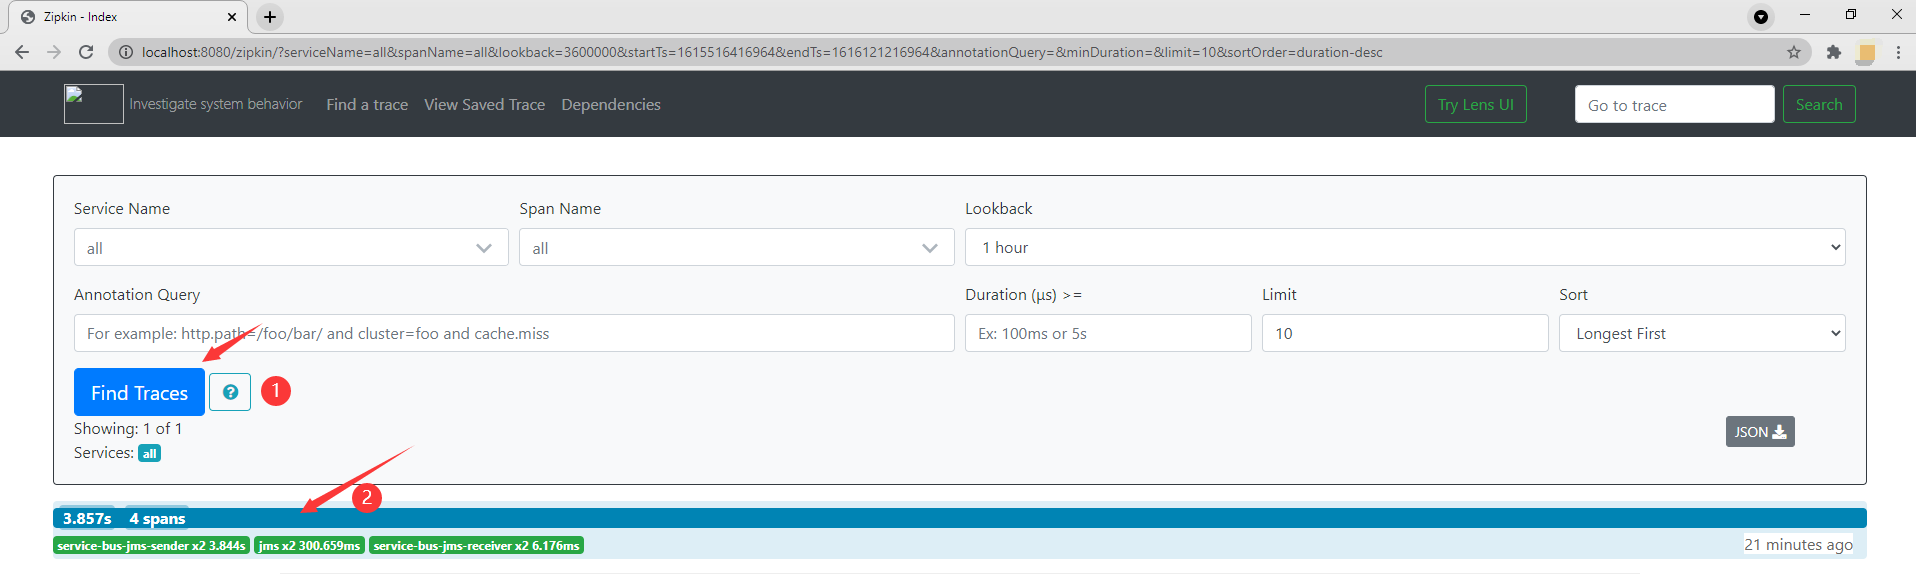 Zipkin - Index
localhost:8080/zipkin/?serviceName=all&spanName=all&lookback=3600000&startTs=1615516416964&endTs=1616121216964&annotationQuery=&minDuration=&limit=10&sortOrder=duration-desc
Investigate system behavior Find a trace View Saved Trace Dependencies Try Lens UI Go to trace Search
Service Name Span Name Lookback
all all 1 hour
Annotation Query Duration (μs) >= Limit Sort
For example: http.path=/foo/bar/ and cluster=foo and cache.miss Ex: 100ms or 5s 10 Longest First
Find Traces ? 1
Showing: 1 of 1
JSON
Services: all
2
3.857s 4 spans
service-bus-jms-sender x2 3.844s jms x2 300.659ms service-bus-jms-receiver x2 6.176ms 21 minutes ago